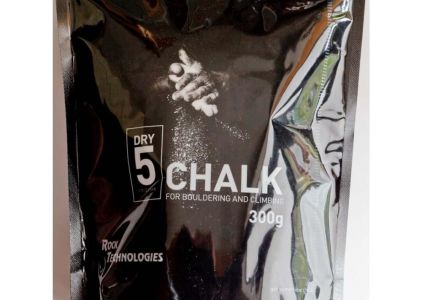 DRY
5
CHALK
FOR BOULDERING AND CLIMBING
300g
ROCK
TECHNOLOGIES